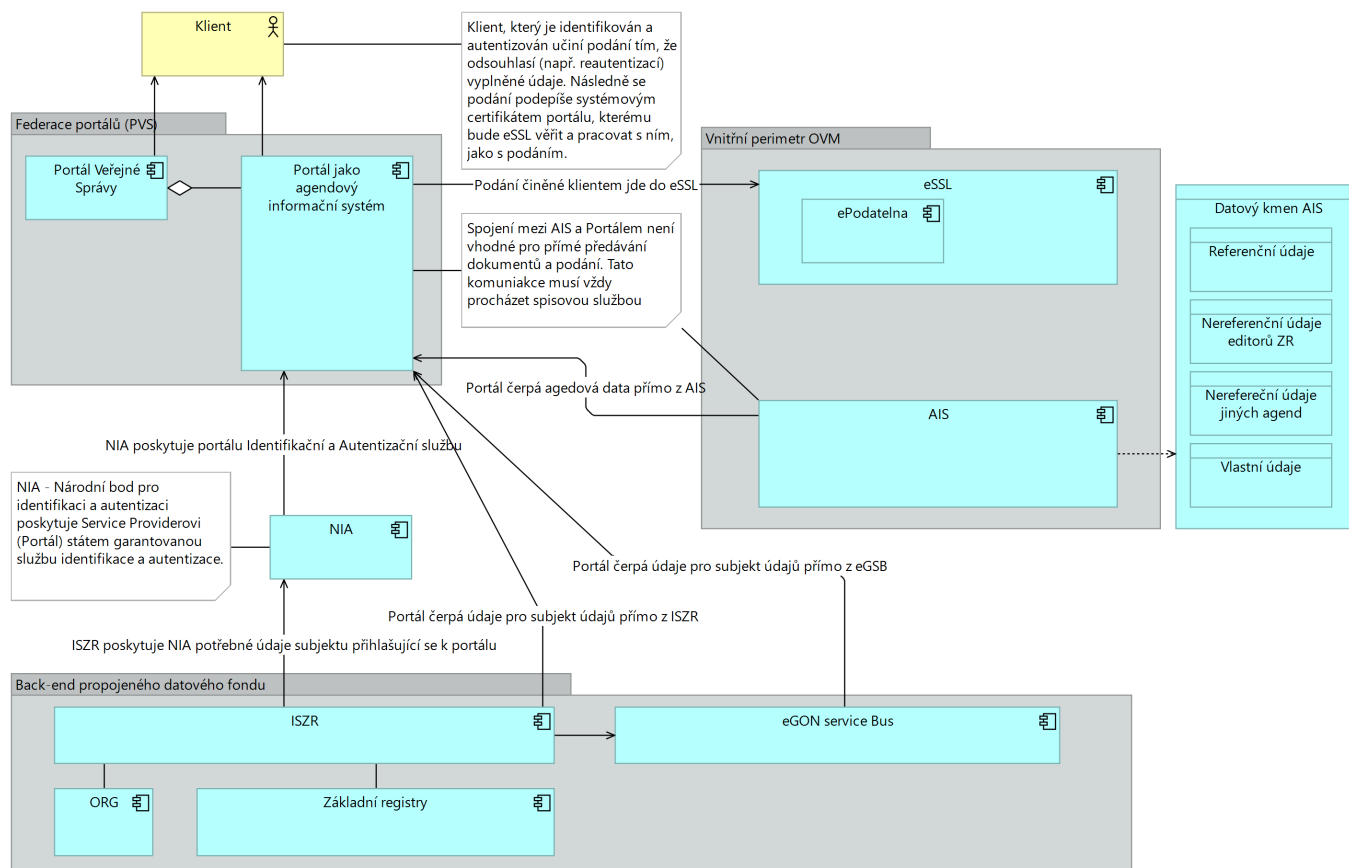 Klient
Klient, který je identifikován a
autentizován učiní podání tím, že
odsouhlasí (např. reautentizací)
vyplněné údaje. Následně se
podání podepíše systémovým
certifikátem portálu, kterému
bude eSSL věřit a pracovat s ním,
jako s podáním.
Federace portálů (PVS)
Portál Veřejné
Správy
Portál jako
agendový
informační systém
Podání činěné klientem jde do eSSL
Vnitřní perimetr OVM
eSSL
ePodatelna
Datový kmen AIS
Referenční údaje
Nereferenční údaje
editorů ZR
Nerefereční údaje
jiných agend
Vlastní údaje
Spojení mezi AIS a Portálem není
vhodné pro přímé předávání
dokumentů a podání. Tato
komuniakce musí vždy
procházet spisovou službou
Portál čerpá agedová data přímo z AIS
AIS
NIA poskytuje portálu Identifikační a Autentizační službu
NIA - Národní bod pro
identifikaci a autentizaci
poskytuje Service Providerovi
(Portál) státem garantovanou
službu identifikace a autentizace.
NIA
Portál čerpá údaje pro subjekt údajů přímo z eGSB
Portál čerpá údaje pro subjekt údajů přímo z ISZR
ISZR poskytuje NIA potřebné údaje subjektu přihlašující se k portálu
Back-end propojeného datového fondu
ISZR
eGON service Bus
ORG
Základní registry